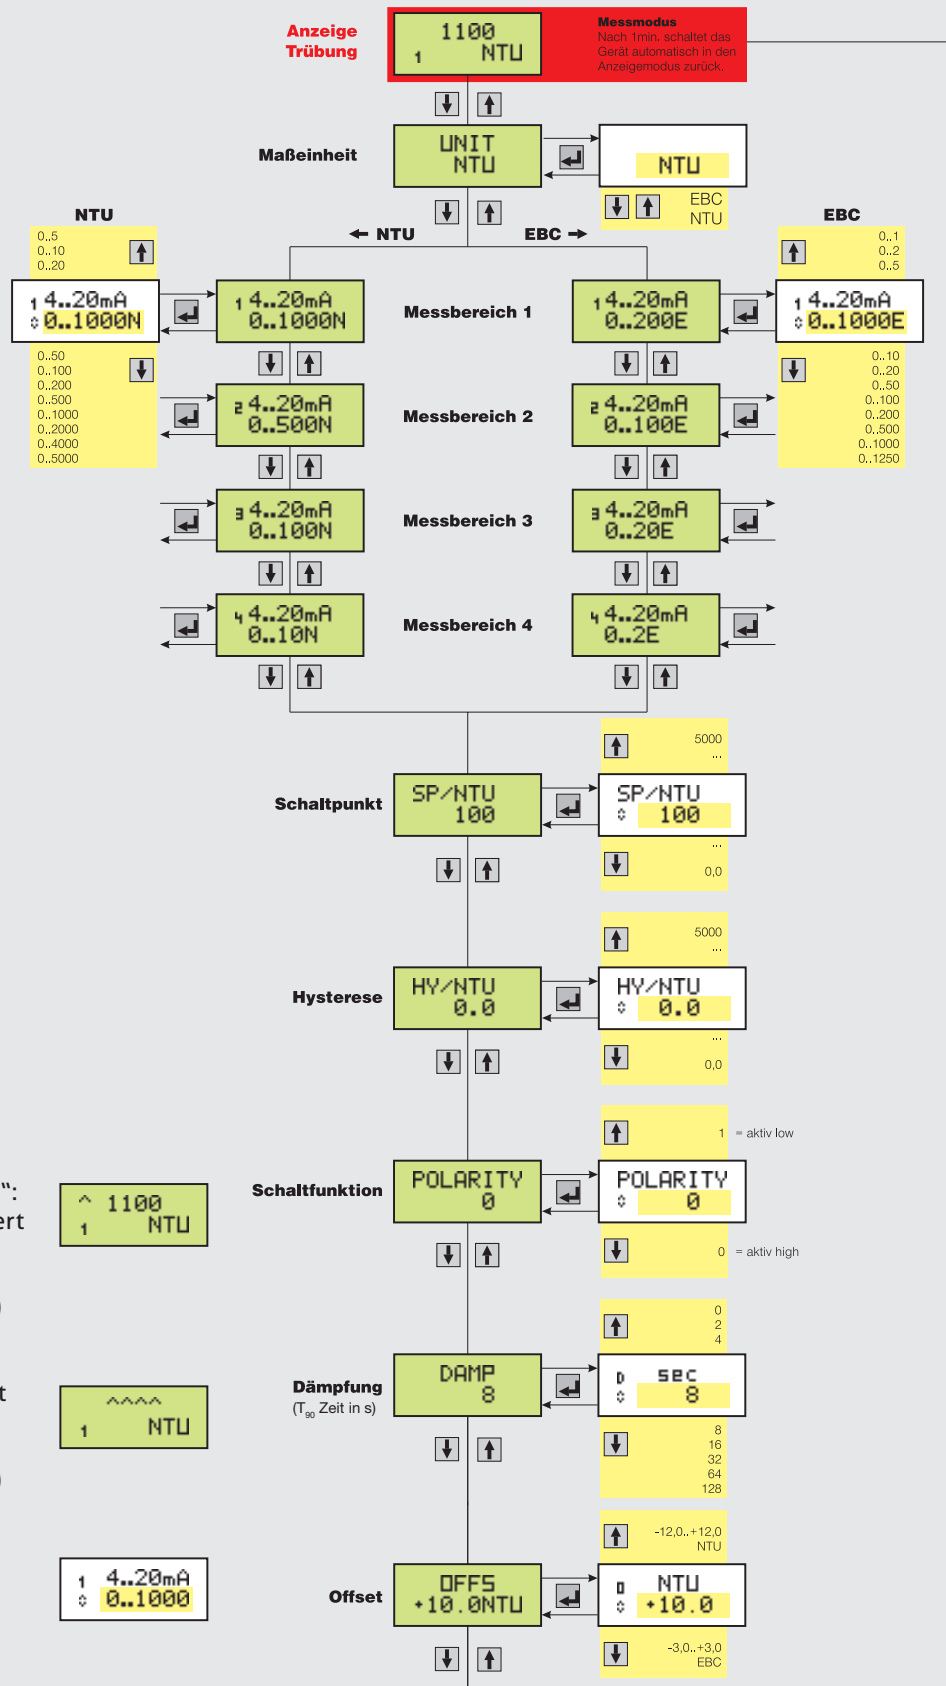 Anzeige
Trübung
1100
1 NTU
Messmodus
Nach 1min. schaltet das
Gerät automatisch in den
Anzeigemodus zurück.
Maßeinheit
UNIT
NTU
NTU
EBC
NTU
← NTU
EBC →
NTU
0..5
0..10
0..20
1 4..20mA
0..1000N
0..50
0..100
0..200
0..500
0..1000
0..2000
0..4000
0..5000
1 4..20mA
0..1000N
Messbereich 1
1 4..20mA
0..200E
EBC
0..1
0..2
0..5
1 4..20mA
0..1000E
0..10
0..20
0..50
0..100
0..200
0..500
0..1000
0..1250
2 4..20mA
0..500N
Messbereich 2
2 4..20mA
0..100E
3 4..20mA
0..100N
Messbereich 3
3 4..20mA
0..20E
4 4..20mA
0..10N
Messbereich 4
4 4..20mA
0..2E
Schaltpunkt
SP/NTU
100
5000
...
SP/NTU
100
...
0,0
Hysterese
HY/NTU
0.0
5000
...
HY/NTU
0.0
...
0,0
Schaltfunktion
POLARITY
0
1 = aktiv low
POLARITY
0
0 = aktiv high
Dämpfung
(T90 Zeit in s)
DAMP
8
0
2
4
D sec
8
8
16
32
64
128
Offset
OFFS
+10.0NTU
-12,0..+12,0
NTU
O NTU
+10.0
-3,0..+3,0
EBC
“:
ert
^ 1100
1 NTU
)
t
^^^^
1 NTU
)
1 4..20mA
0..1000